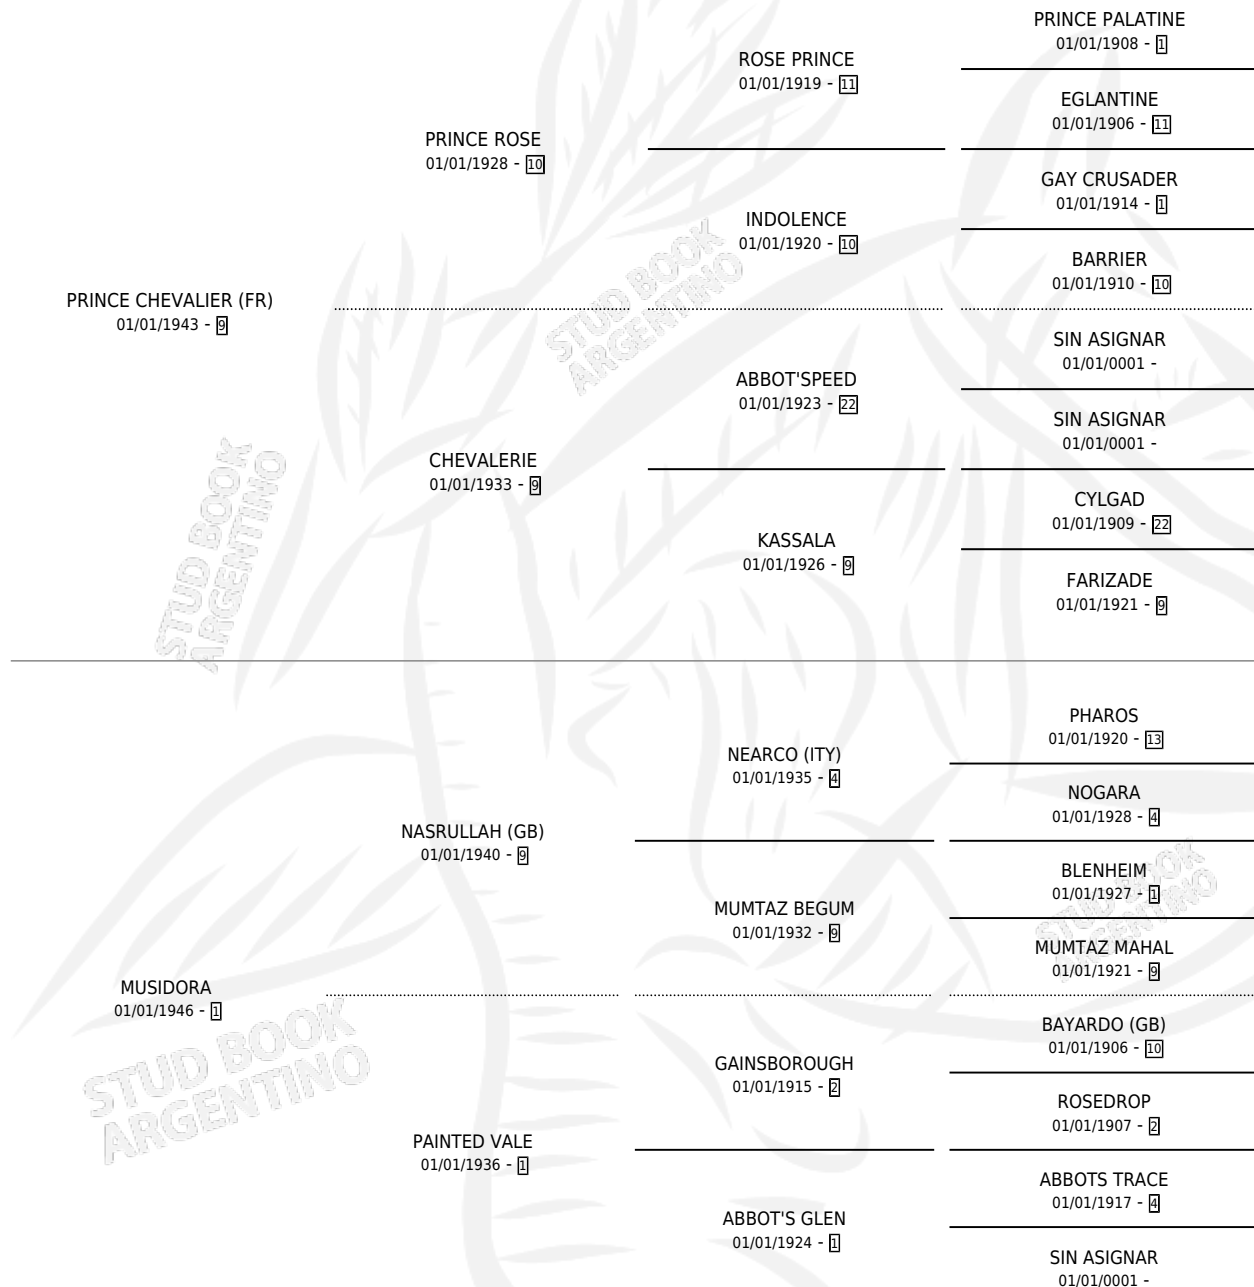 PRINCE CHEVALIER (FR)
01/01/1943 - 9
PRINCE ROSE
01/01/1928 - 10
ROSE PRINCE
01/01/1919 - 11
PRINCE PALATINE
01/01/1908 - 1
EGLANTINE
01/01/1906 - 11
INDOLENCE
01/01/1920 - 10
GAY CRUSADER
01/01/1914 - 1
BARRIER
01/01/1910 - 10
CHEVALERIE
01/01/1933 - 9
ABBOT'SPEED
01/01/1923 - 22
SIN ASIGNAR
01/01/0001 -
SIN ASIGNAR
01/01/0001 -
KASSALA
01/01/1926 - 9
CYLGAD
01/01/1909 - 22
FARIZADE
01/01/1921 - 9
MUSIDORA
01/01/1946 - 1
NASRULLAH (GB)
01/01/1940 - 9
NEARCO (ITY)
01/01/1935 - 4
PHAROS
01/01/1920 - 13
NOGARA
01/01/1928 - 4
MUMTAZ BEGUM
01/01/1932 - 9
BLENHEIM
01/01/1927 - 1
MUMTAZ MAHAL
01/01/1921 - 9
PAINTED VALE
01/01/1936 - 1
GAINSBOROUGH
01/01/1915 - 2
BAYARDO (GB)
01/01/1906 - 10
ROSEDROP
01/01/1907 - 2
ABBOT'S GLEN
01/01/1924 - 1
ABBOTS TRACE
01/01/1917 - 4
SIN ASIGNAR
01/01/0001 -
STUD BOOK
ARGENTINO
STUD BOOK
ARGENTINO
STUD BOOK
ARGENTINO
STUD BOOK
ARGENTINO